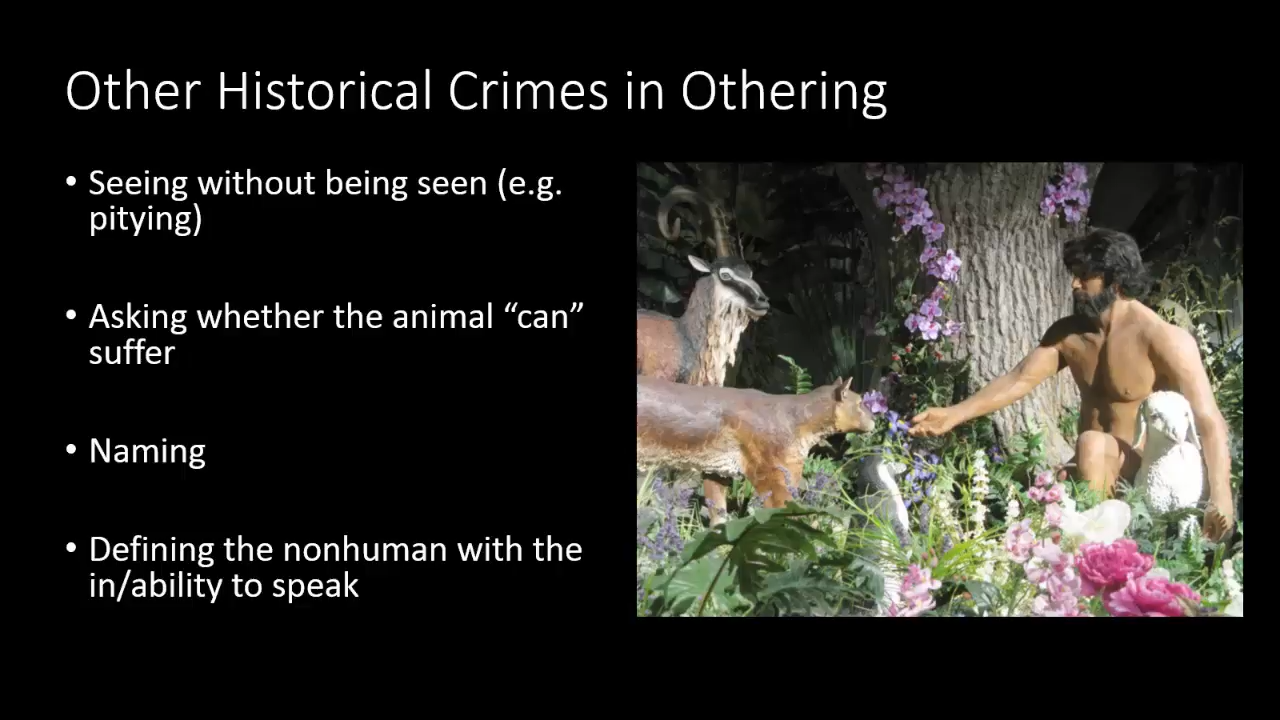 Other Historical Crimes in Othering
• Seeing without being seen (e.g.
pitying)
• Asking whether the animal “can”
suffer
• Naming
• Defining the nonhuman with the
in/ability to speak